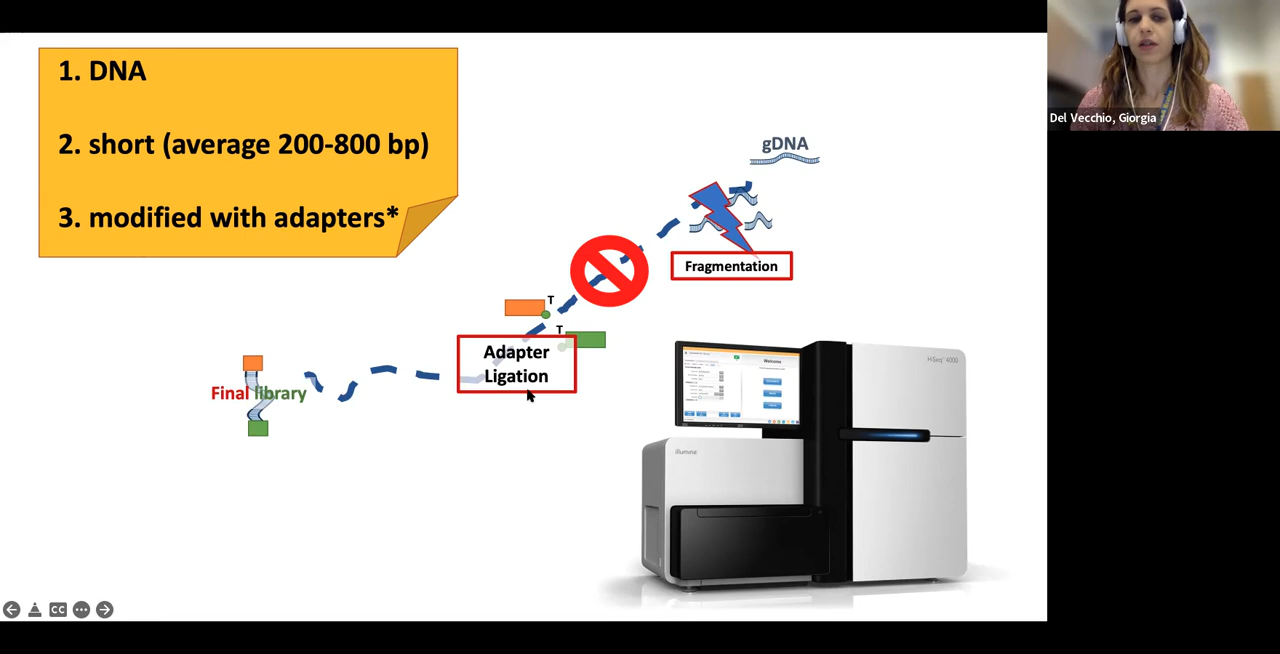 1. DNA
2. short (average 200-800 bp)
3. modified with adapters*
Del Vecchio, Giorgia
gDNA
Fragmentation
T
T
Adapter
Ligation
Final library
Welcome
HiSeq 4000
illumina
CC